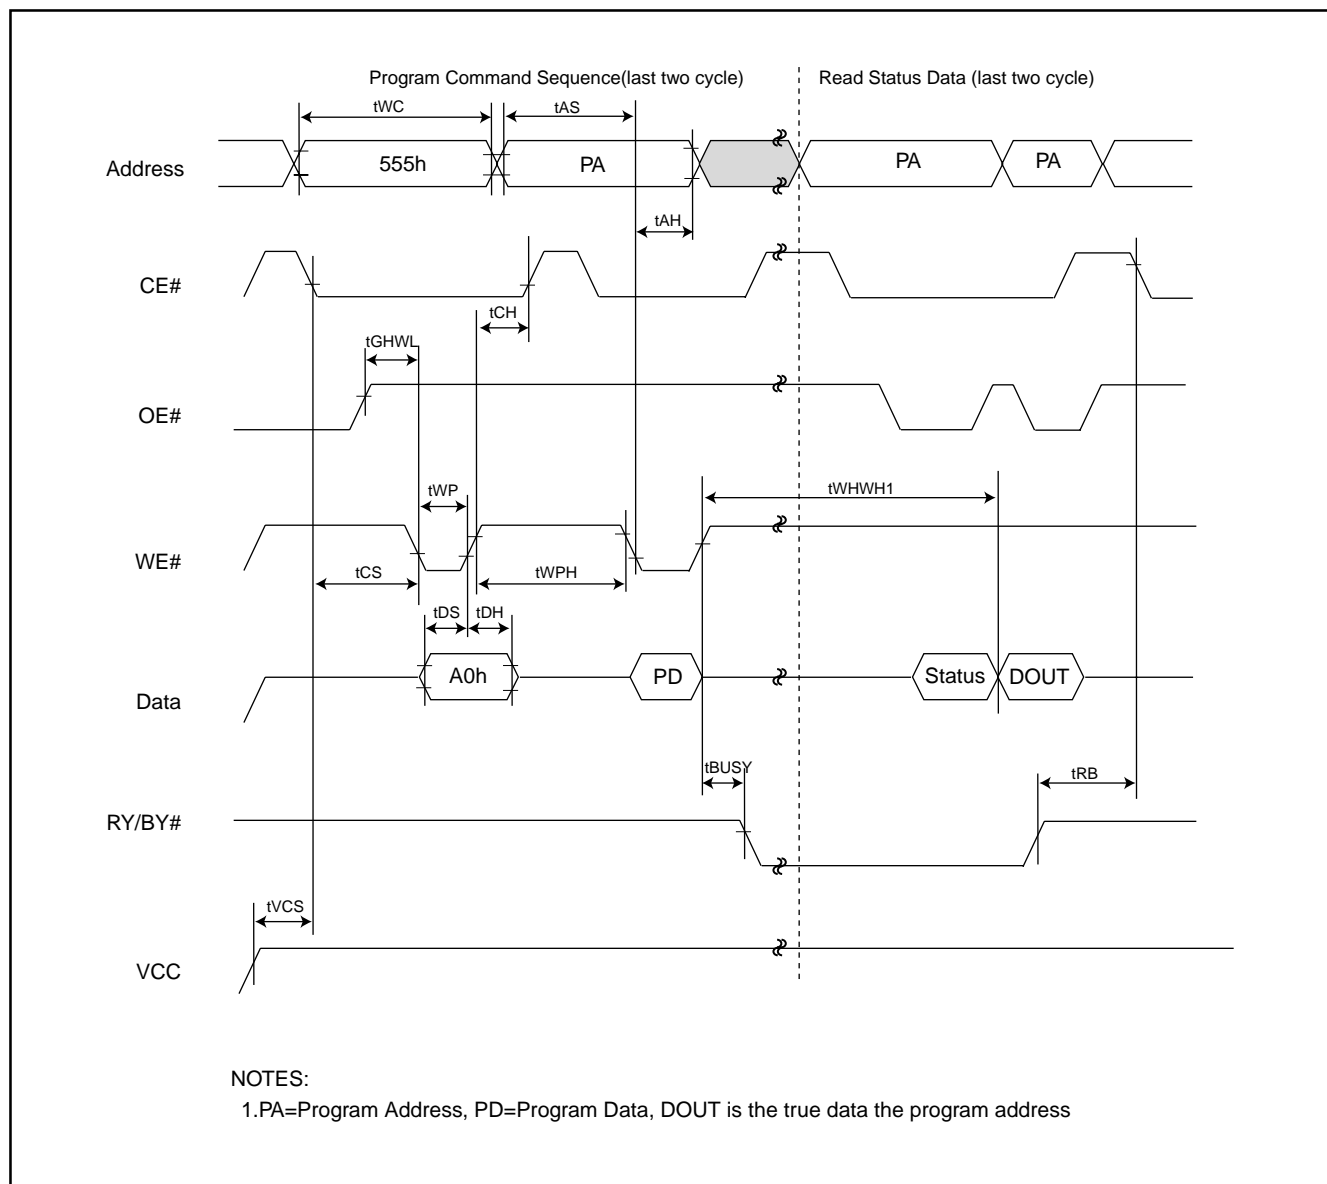 Program Command Sequence(last two cycle) Read Status Data (last two cycle)
tWC tAS
Address 555h PA PA PA
tAH
CE#
tCH
tGHWL
OE#
tWP tWHWH1
WE#
tCS tWPH
tDS tDH
Data A0h PD Status DOUT
tBUSY tRB
RY/BY#
tVCS
VCC
NOTES:
1.PA=Program Address, PD=Program Data, DOUT is the true data the program address